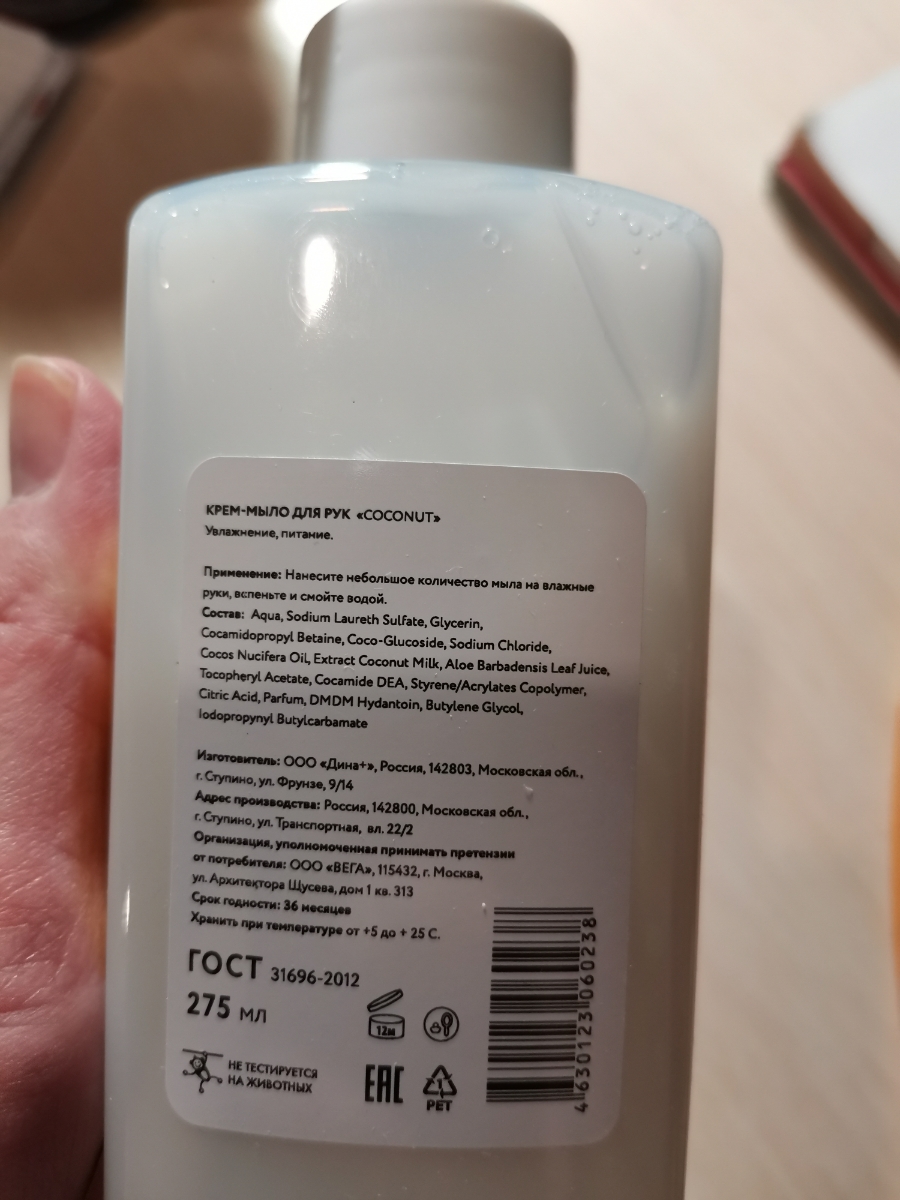 КРЕМ-МЫЛО ДЛЯ РУК «COCONUT»
Увлажнение, питание.
Применение: Нанесите небольшое количество мыла на влажные
руки, вспеньте и смойте водой.
Состав: Aqua, Sodium Laureth Sulfate, Glycerin,
Cocamidopropyl Betaine, Coco-Glucoside, Sodium Chloride,
Cocos Nucifera Oil, Extract Coconut Milk, Aloe Barbadensis Leaf Juice,
Tocopheryl Acetate, Cocamide DEA, Styrene/Acrylates Copolymer,
Citric Acid, Parfum, DMDM Hydantoin, Butylene Glycol,
Iodopropynyl Butylcarbamate
Изготовитель: ООО «Дина+», Россия, 142803, Московская обл.,
г. Ступино, ул. Фрунзе, 9/14
Адрес производства: Россия, 142800, Московская обл.,
г. Ступино, ул. Транспортная, вл. 22/2
Организация, уполномоченная принимать претензии
от потребителя: ООО «ВЕГА», 115432, г. Москва,
ул. Архитектора Щусева, дом 1 кв. 313
Срок годности: 36 месяцев
Хранить при температуре от +5 до + 25 С.
ГОСТ 31696-2012
275 мл
12м
НЕ ТЕСТИРУЕТСЯ
НА ЖИВОТНЫХ
EAC
1
PET
4630123060238